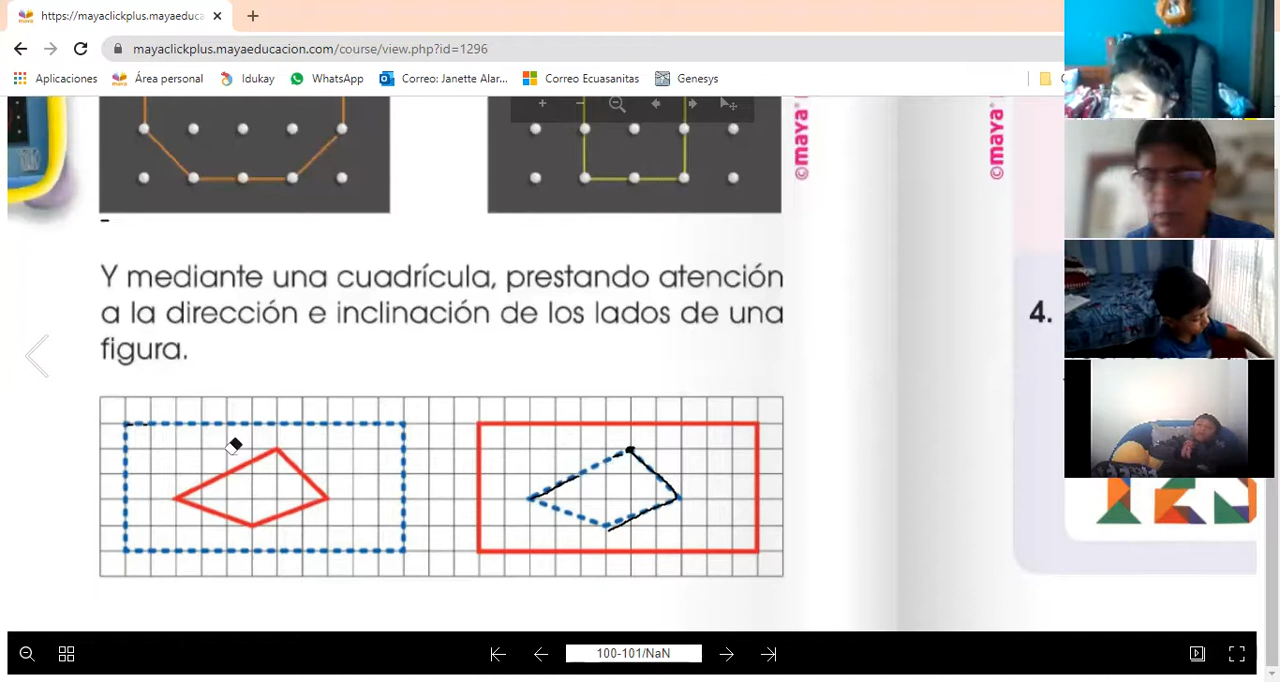 https://mayaclickplus.mayaeduca
mayaclickplus.mayaeducacion.com/course/view.php?id=1296
Aplicaciones
maya
Área personal
Idukay
WhatsApp
Correo: Janette Alar...
Correo Ecuasanitas
Genesys
©maya
©maya
Y mediante una cuadrícula, prestando atención
a la dirección e inclinación de los lados de una
figura.
4.
100-101/NaN